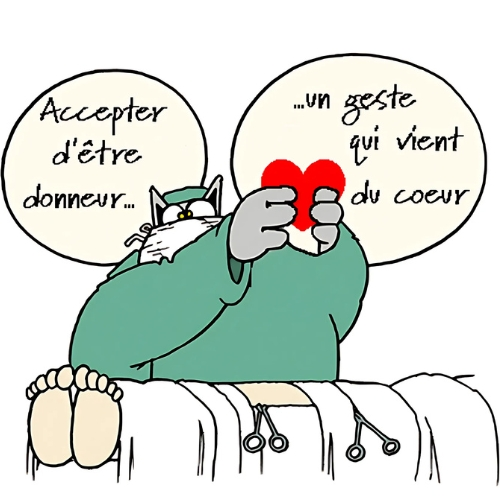 Accepter
d'être
donneur...
...un geste
qui vient
du coeur